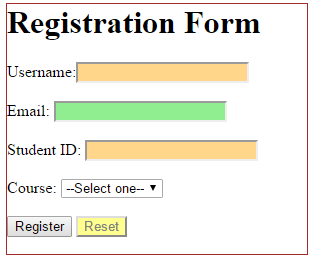 Registration Form
Username:
Email:
Student ID:
Course: --Select one--
Register Reset